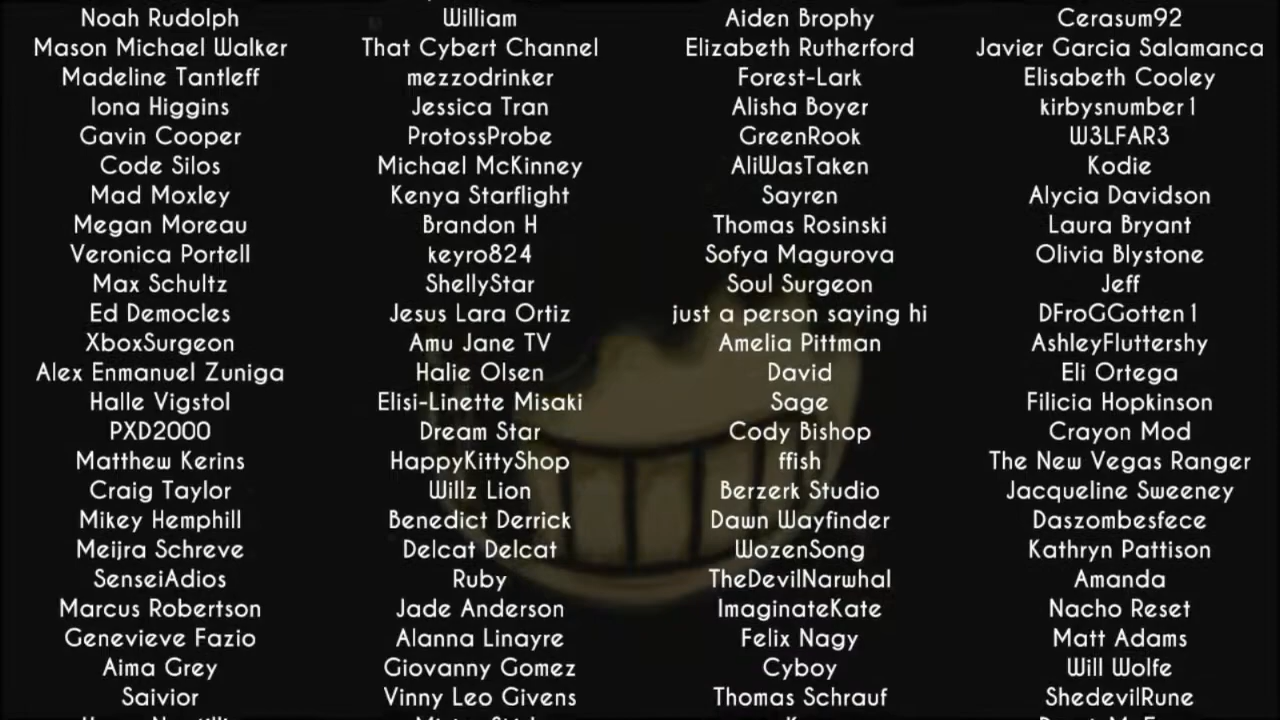 Noah Rudolph William Aiden Brophy Cerasum92
Mason Michael Walker That Cybert Channel Elizabeth Rutherford Javier Garcia Salamanca
Madeline Tantleff mezzodrinker Forest-Lark Elisabeth Cooley
Iona Higgins Jessica Tran Alisha Boyer kirbysnumber1
Gavin Cooper ProtossProbe GreenRook W3LFAR3
Code Silos Michael McKinney AliWasTaken Kodie
Mad Moxley Kenya Starflight Sayren Alycia Davidson
Megan Moreau Brandon H Thomas Rosinski Laura Bryant
Veronica Portell keyro824 Sofya Magurova Olivia Blystone
Max Schultz ShellyStar Soul Surgeon Jeff
Ed Democles Jesus Lara Ortiz just a person saying hi DFroGGotten1
XboxSurgeon Amu Jane TV Amelia Pittman AshleyFluttershy
Alex Enmanuel Zuniga Halie Olsen David Eli Ortega
Halle Vigstol Elisi-Linette Misaki Sage Filicia Hopkinson
PXD2000 Dream Star Cody Bishop Crayon Mod
Matthew Kerins HappyKittyShop ffish The New Vegas Ranger
Craig Taylor Willz Lion Berzerk Studio Jacqueline Sweeney
Mikey Hemphill Benedict Derrick Dawn Wayfinder Daszombesfece
Meijra Schreve Delcat Delcat WozenSong Kathryn Pattison
SenseiAdios Ruby TheDevilNarwhal Amanda
Marcus Robertson Jade Anderson ImaginateKate Nacho Reset
Genevieve Fazio Alanna Linayre Felix Nagy Matt Adams
Aima Grey Giovanny Gomez Cyboy Will Wolfe
Saivior Vinny Leo Givens Thomas Schrauf ShedevilRune